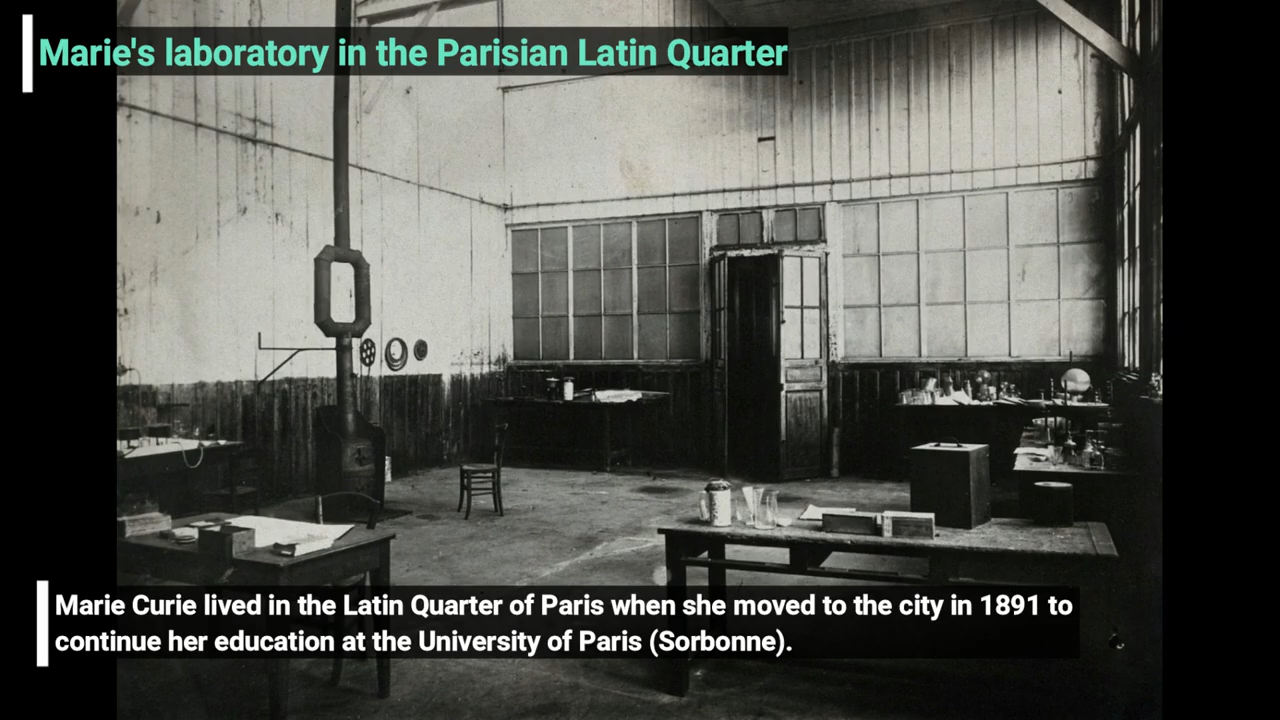 Marie's laboratory in the Parisian Latin Quarter
Marie Curie lived in the Latin Quarter of Paris when she moved to the city in 1891 to
continue her education at the University of Paris (Sorbonne).